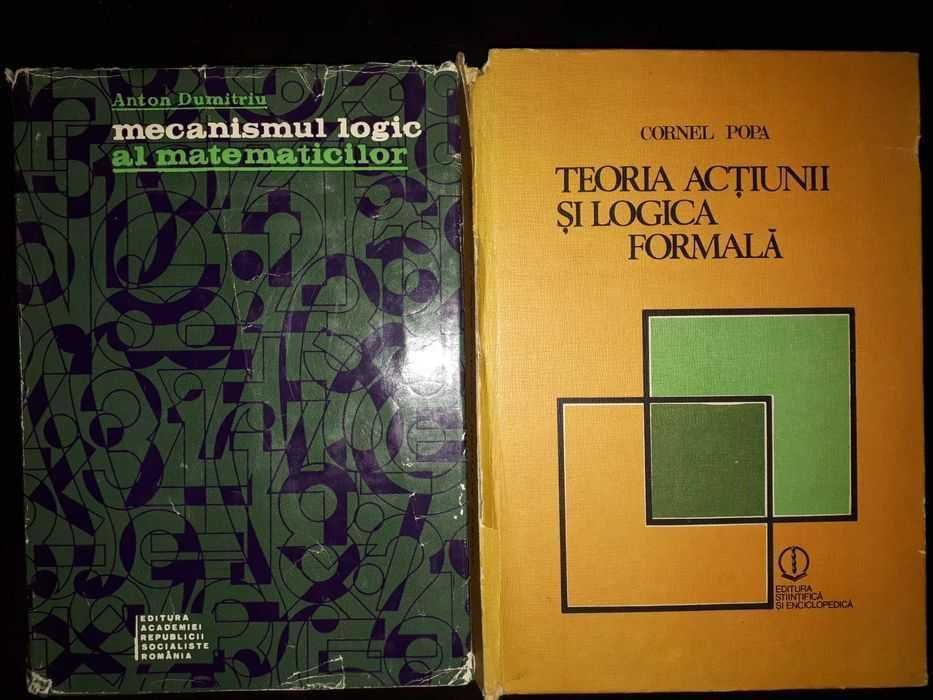 Anton Dumitriu
mecanismul logic
al matematicilor
EDITURA
ACADEMIEI
REPUBLICII
SOCIALISTE
ROMÂNIA
CORNEL POPA
TEORIA ACȚIUNII
ȘI LOGICA
FORMALĂ
EDITURA
ȘTIINȚIFICĂ
ȘI ENCICLOPEDICĂ